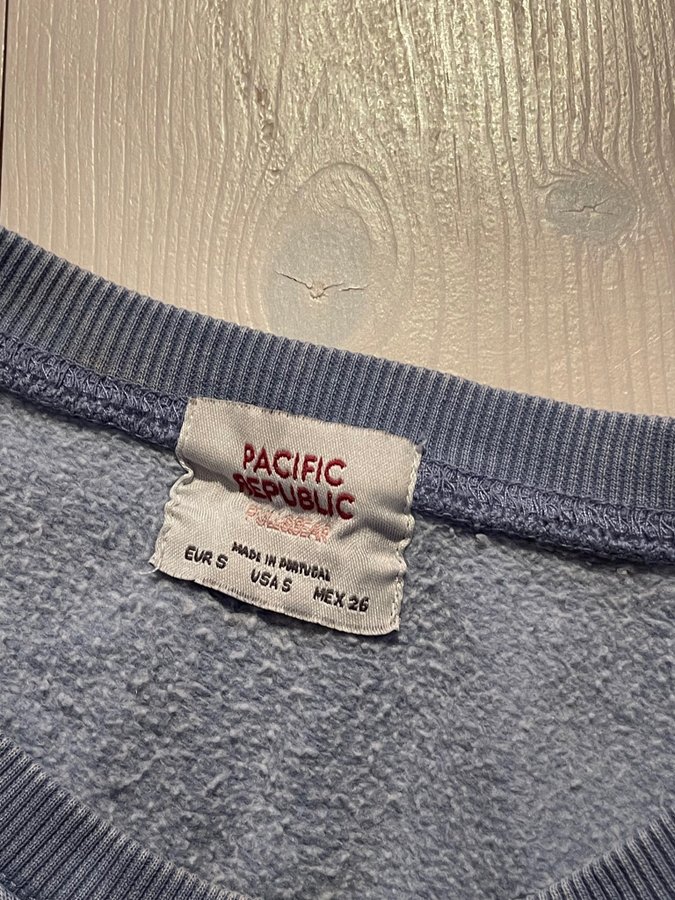 PACIFIC
REPUBLIC
PULL&BEAR
MADE IN PORTUGAL
EUR S USA S MEX 26